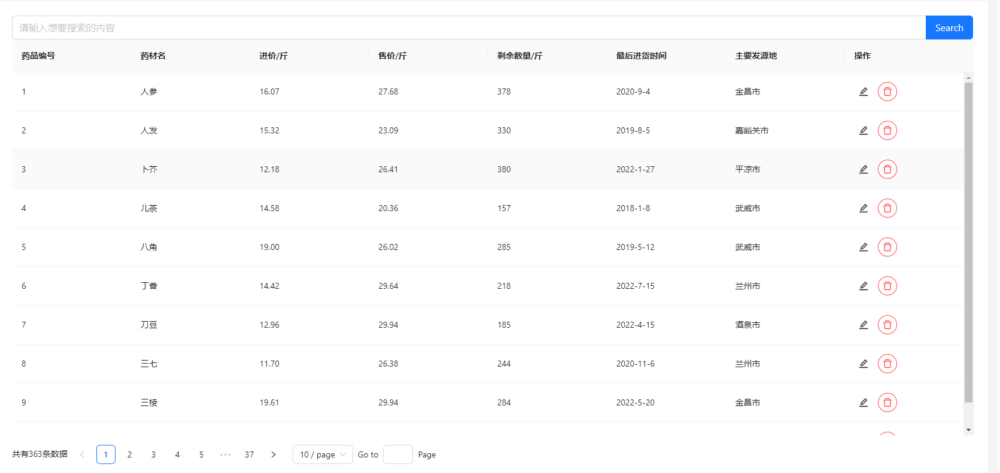 请输入想要搜索的内容 Search
药品编号 药材名 进价/斤 售价/斤 剩余数量/斤 最后进货时间 主要发源地 操作
1 人参 16.07 27.68 378 2020-9-4 金昌市
2 人发 15.32 23.09 330 2019-8-5 嘉峪关市
3 卜芥 12.18 26.41 380 2022-1-27 平凉市
4 儿茶 14.58 20.36 157 2018-1-8 武威市
5 八角 19.00 26.02 285 2019-5-12 武威市
6 丁香 14.42 29.64 218 2022-7-15 兰州市
7 刀豆 12.96 29.94 185 2022-4-15 酒泉市
8 三七 11.70 26.38 244 2020-11-6 兰州市
9 三棱 19.61 29.94 284 2022-5-20 金昌市
共有363条数据 < 1 2 3 4 5 ••• 37 > 10 / page Go to Page